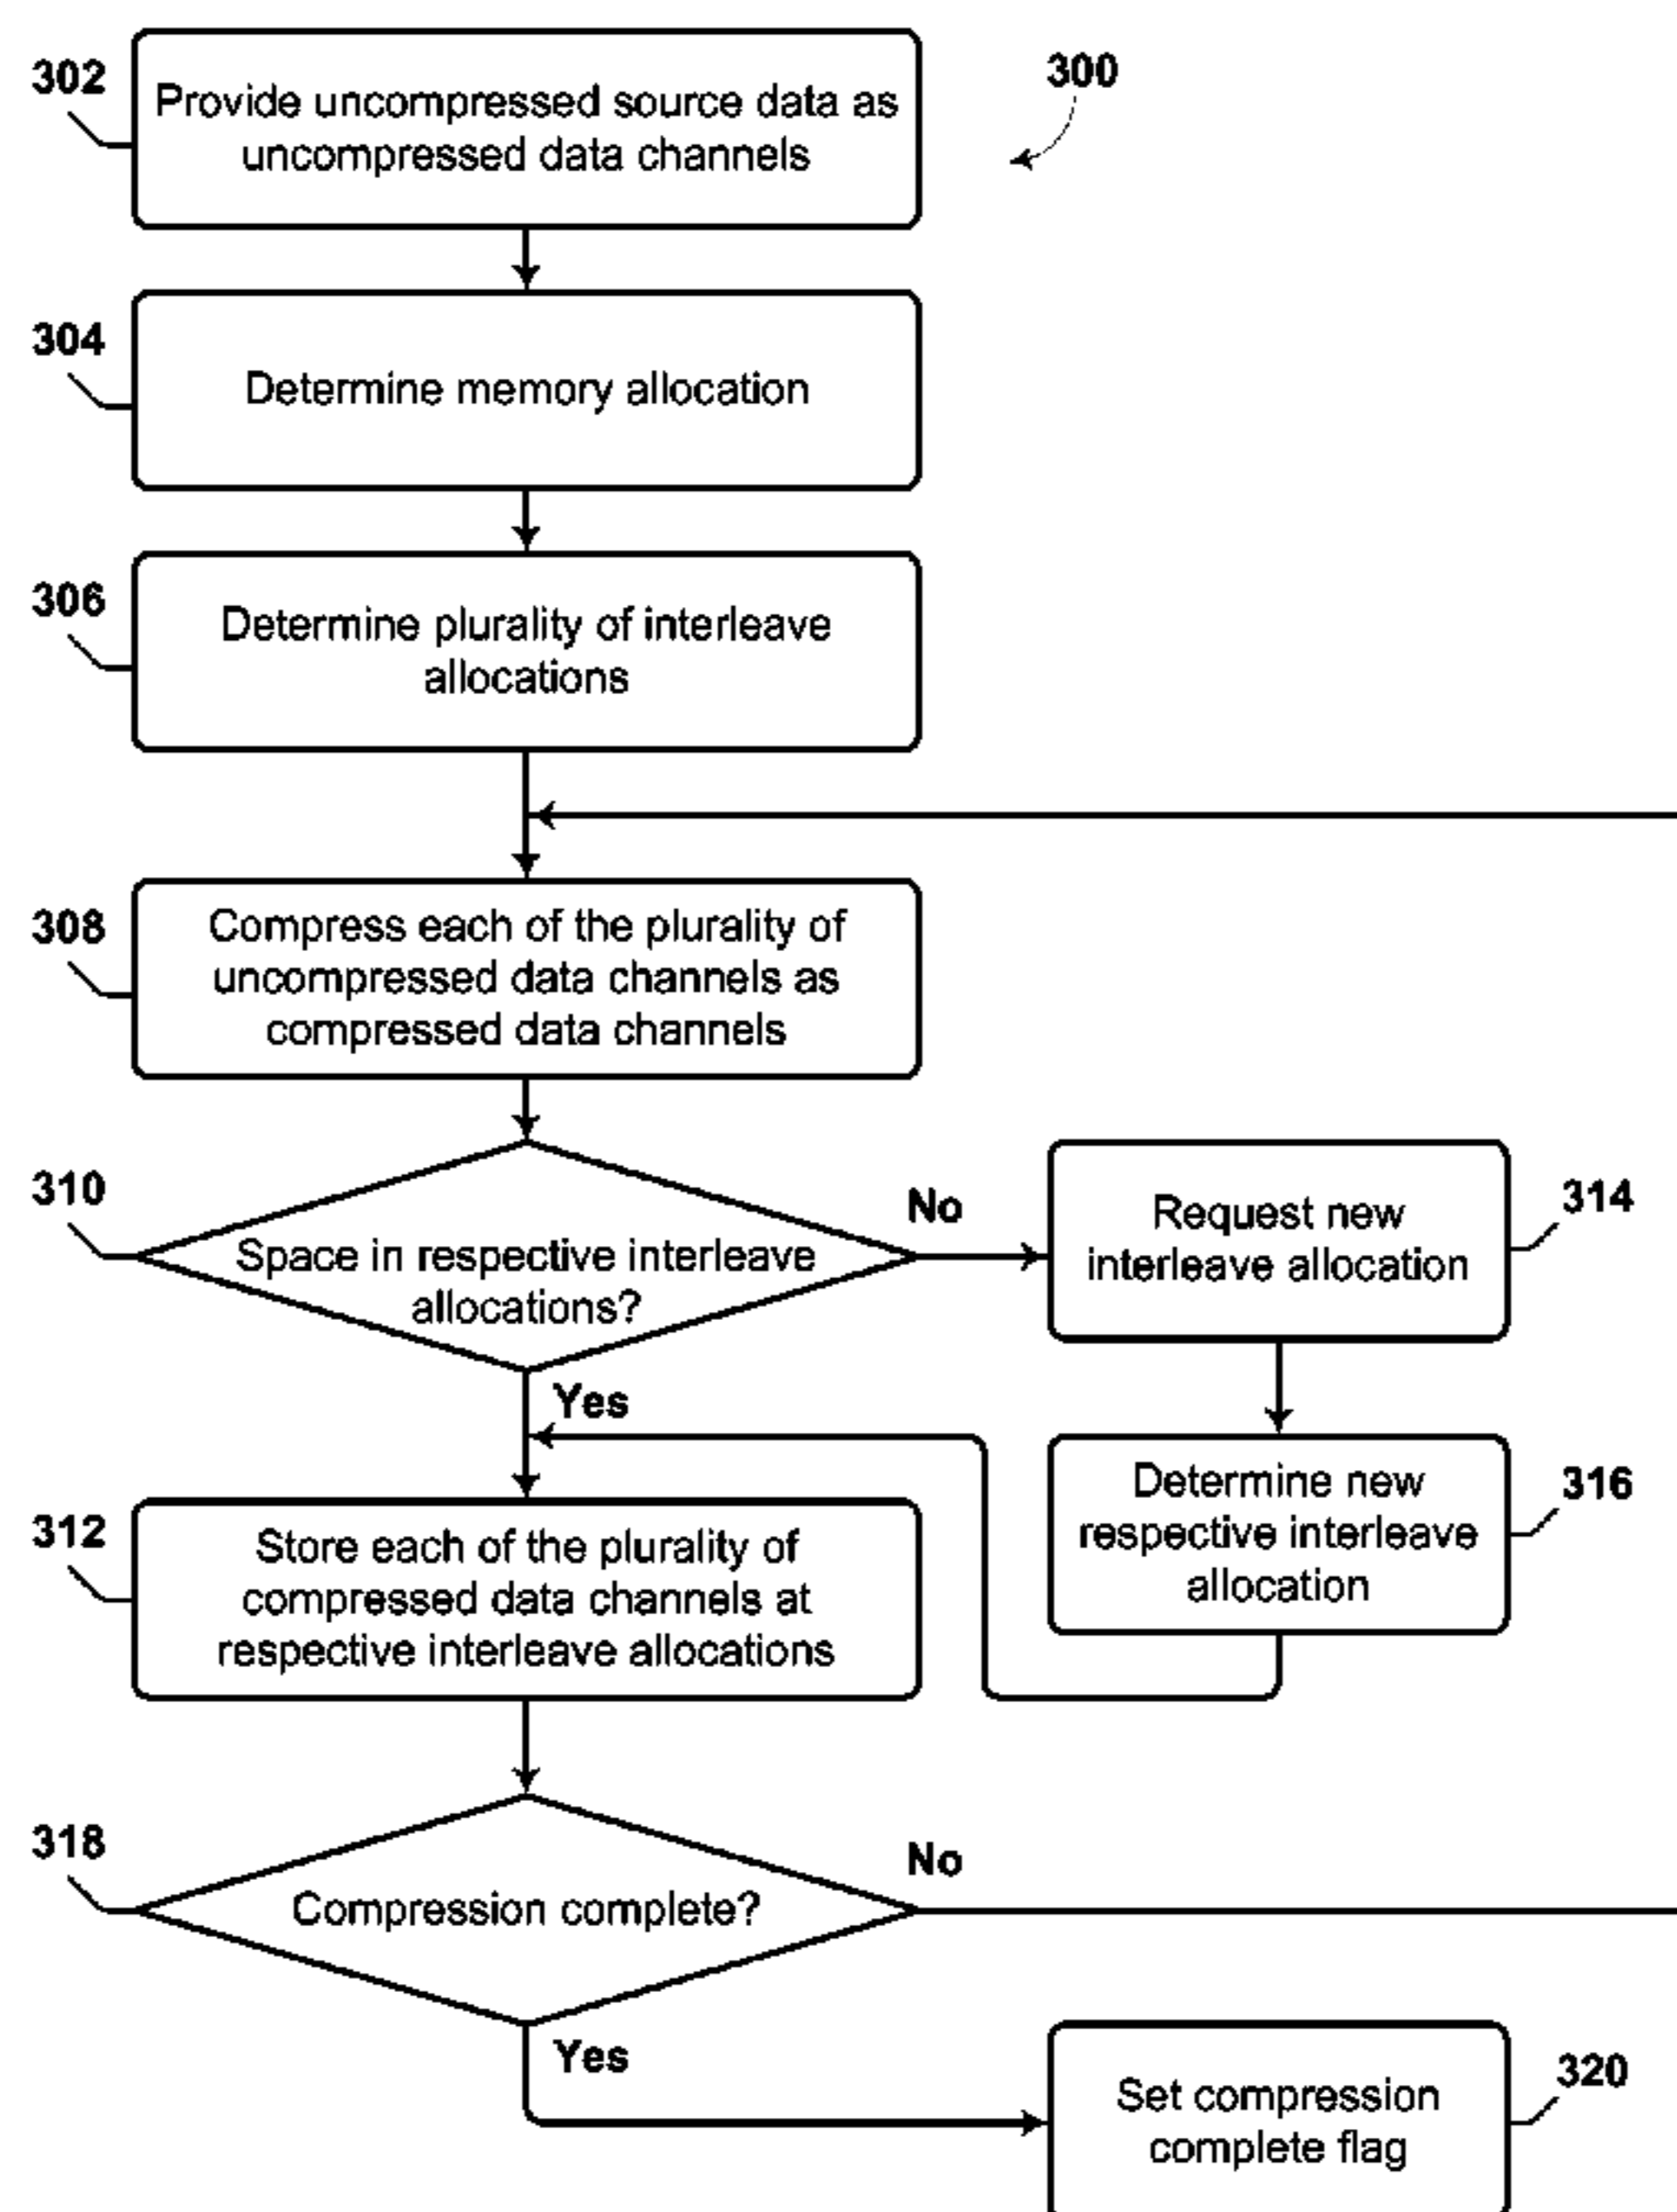 302
Provide uncompressed source data as
uncompressed data channels
300
304
Determine memory allocation
306
Determine plurality of interleave
allocations
308
Compress each of the plurality of
uncompressed data channels as
compressed data channels
310
Space in respective interleave
allocations?
No
Request new
interleave allocation
314
Yes
Determine new
respective interleave
allocation
316
312
Store each of the plurality of
compressed data channels at
respective interleave allocations
318
Compression complete?
No
Yes
Set compression
complete flag
320